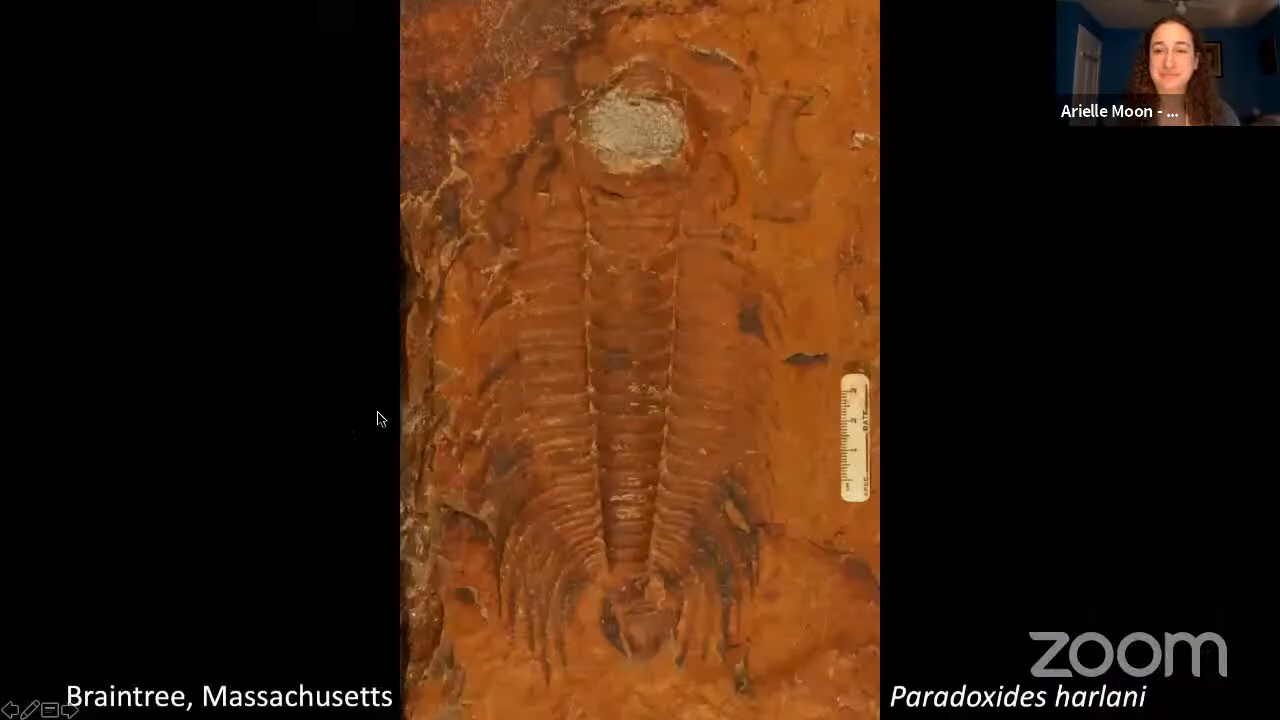 Arielle Moon - ...
zoom
Braintree, Massachusetts
Paradoxides harlani